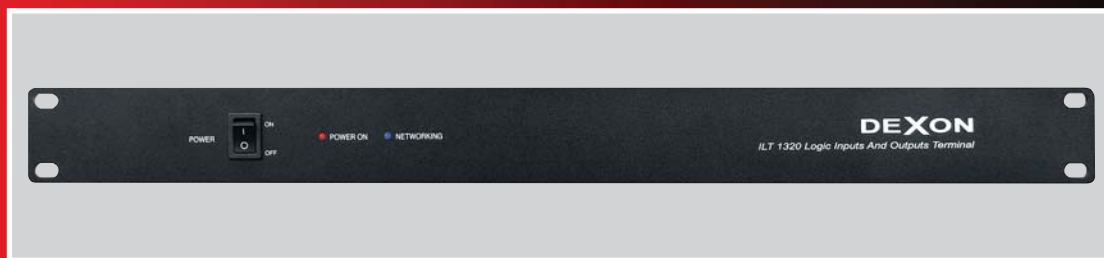 POWER
ON
I
O
OFF
POWER ON
NETWORKING
DEXON
ILT 1320 Logic Inputs And Outputs Terminal